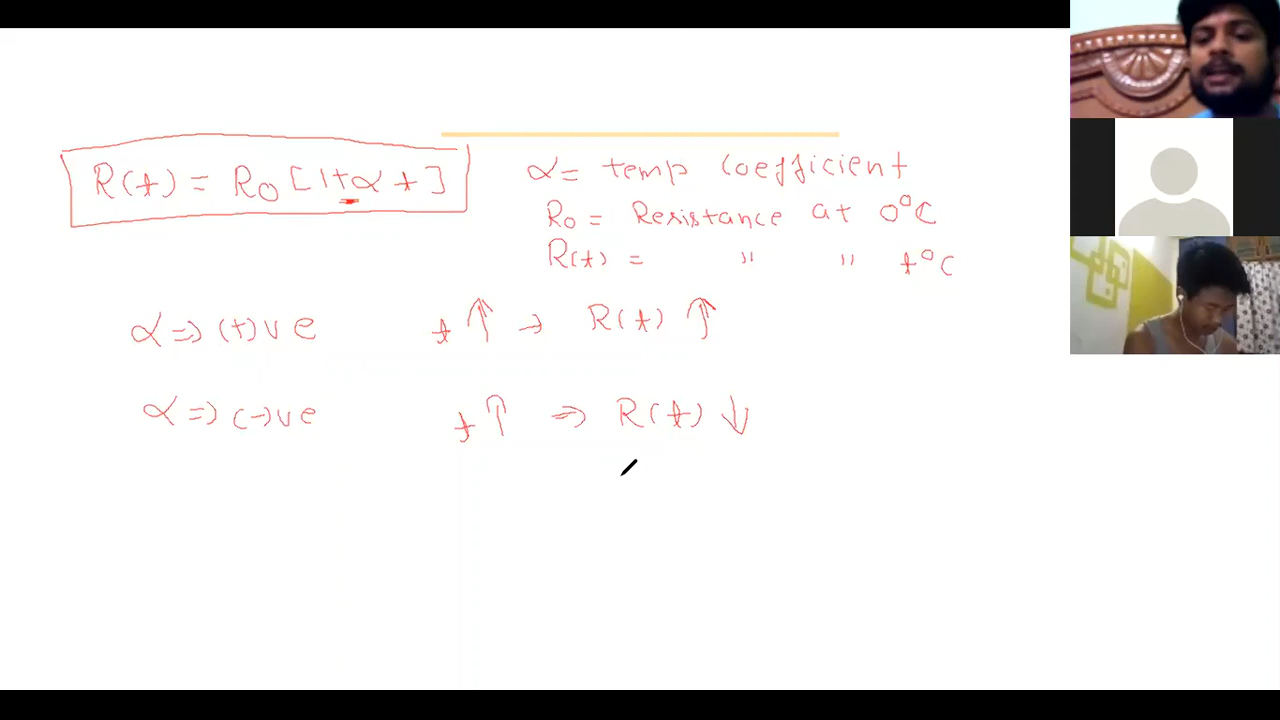 R(t) = R0 [1+α t]
α = temp coefficient
R0 = Resistance at 0°C
R(t) = " " t°C
α ⇒ (+)ve t↑ → R(t) ↑
α ⇒ (-)ve t↑ ⇒ R(t) ↓